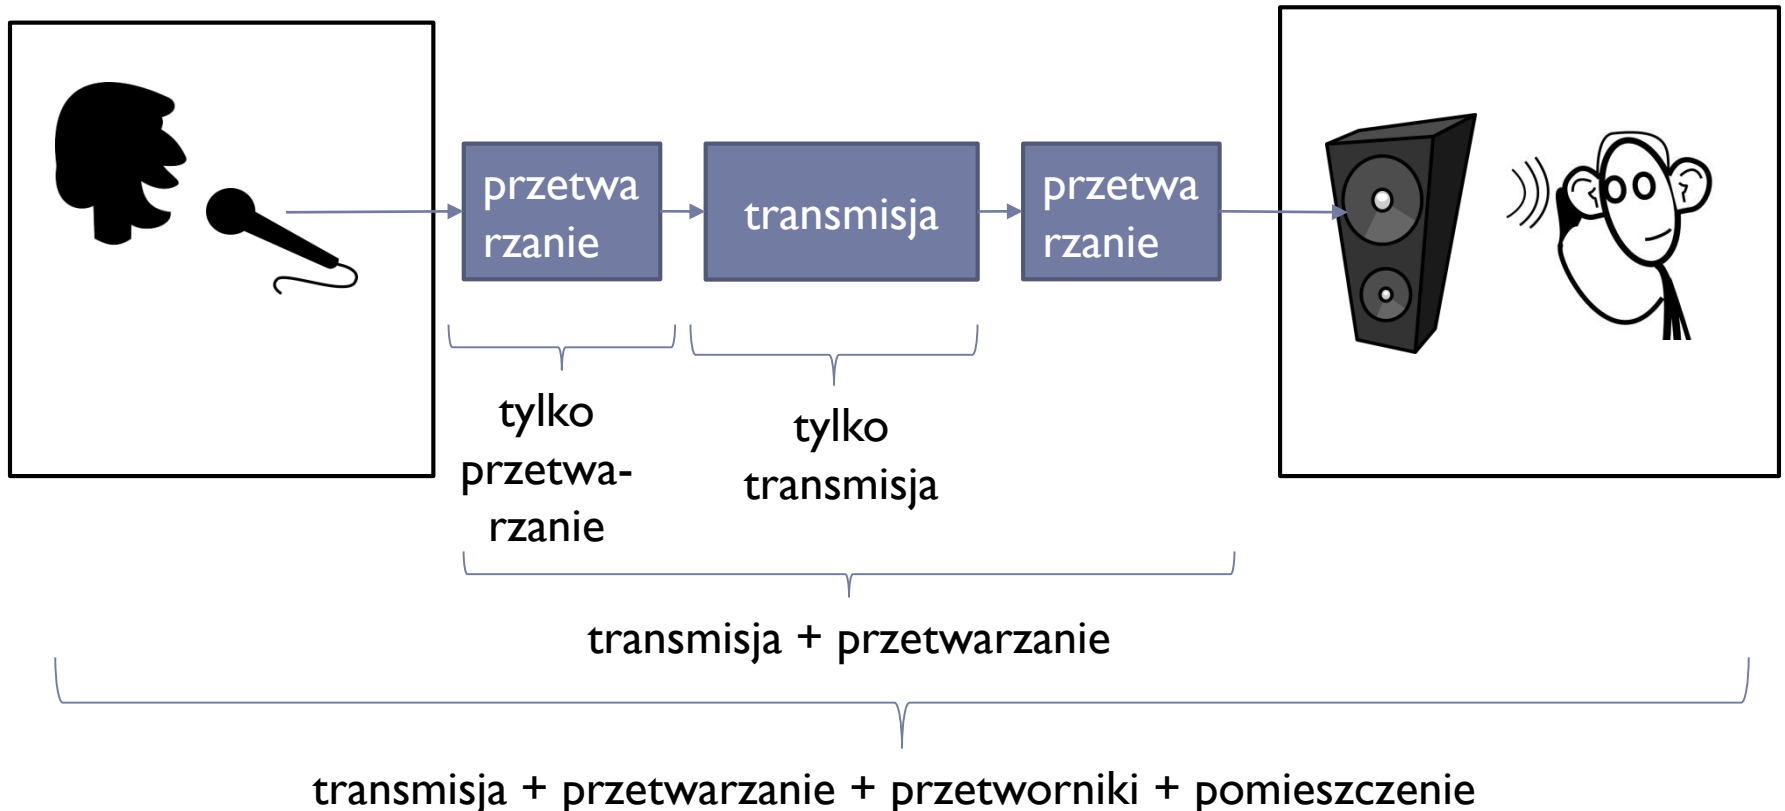 przetwa
rzanie
transmisja
przetwa
rzanie
tylko
przetwa-
rzanie
tylko
transmisja
transmisja + przetwarzanie
transmisja + przetwarzanie + przetworniki + pomieszczenie